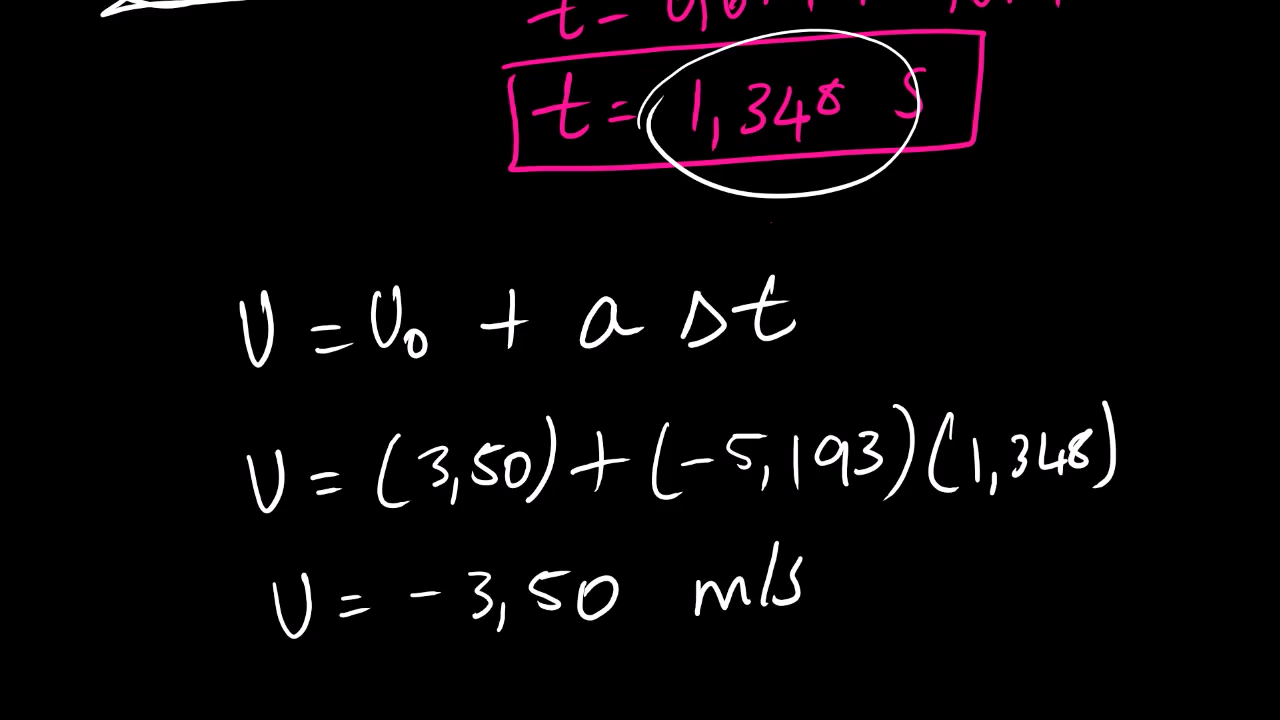 t =
t = 1,348 s
v = v₀ + a Δt
v = (3,50) + (-5,193)(1,348)
v = -3,50 m/s